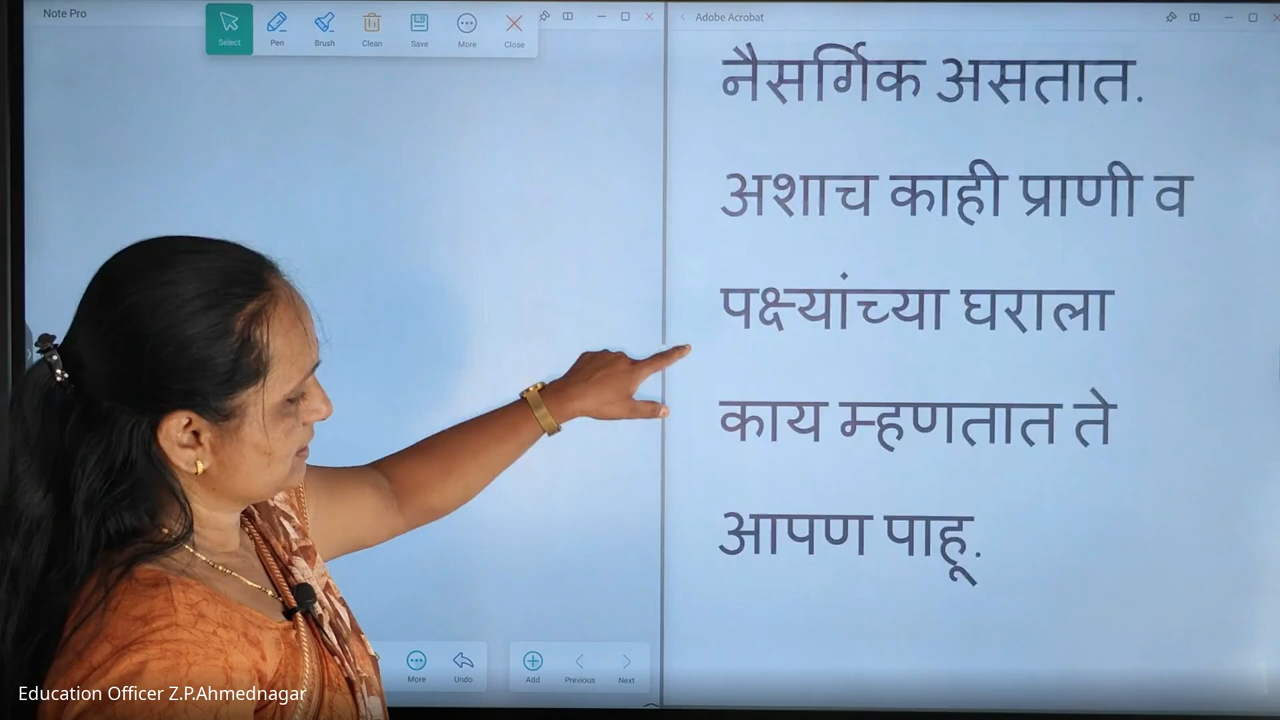 Note Pro
Select Pen Brush Clean Save More Close
Adobe Acrobat
नैसर्गिक असतात.
अशाच काही प्राणी व
पक्ष्यांच्या घराला
काय म्हणतात ते
आपण पाहू.
More Undo Add Previous Next
Education Officer Z.P.Ahmednagar